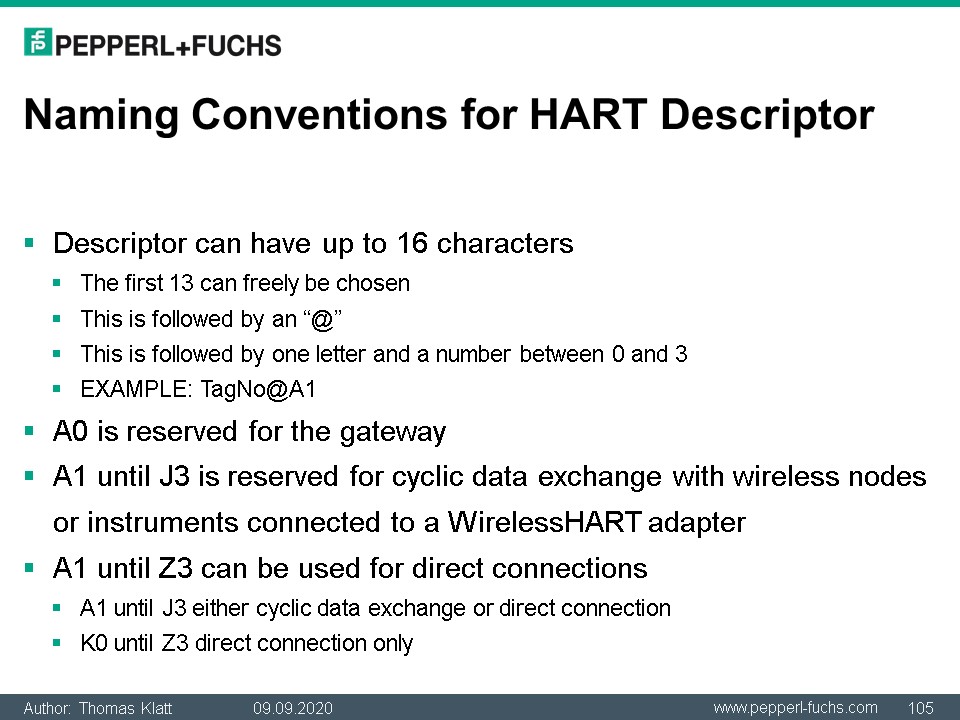 PEPPERL+FUCHS
Naming Conventions for HART Descriptor
Descriptor can have up to 16 characters
The first 13 can freely be chosen
This is followed by an “@”
This is followed by one letter and a number between 0 and 3
EXAMPLE: TagNo@A1
A0 is reserved for the gateway
A1 until J3 is reserved for cyclic data exchange with wireless nodes
or instruments connected to a WirelessHART adapter
A1 until Z3 can be used for direct connections
A1 until J3 either cyclic data exchange or direct connection
K0 until Z3 direct connection only
Author: Thomas Klatt 09.09.2020 www.pepperl-fuchs.com 105